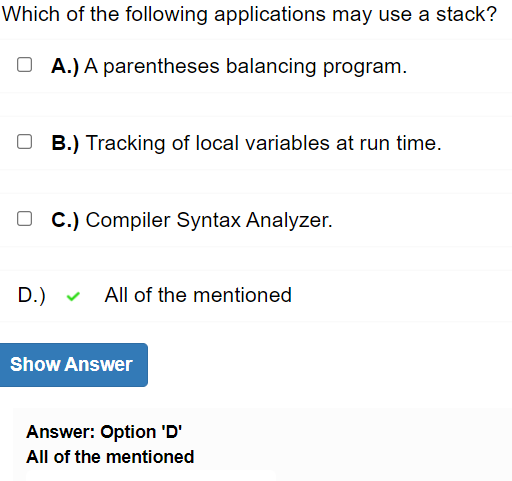 Which of the following applications may use a stack?
A.) A parentheses balancing program.
B.) Tracking of local variables at run time.
C.) Compiler Syntax Analyzer.
D.) All of the mentioned
Show Answer
Answer: Option 'D'
All of the mentioned